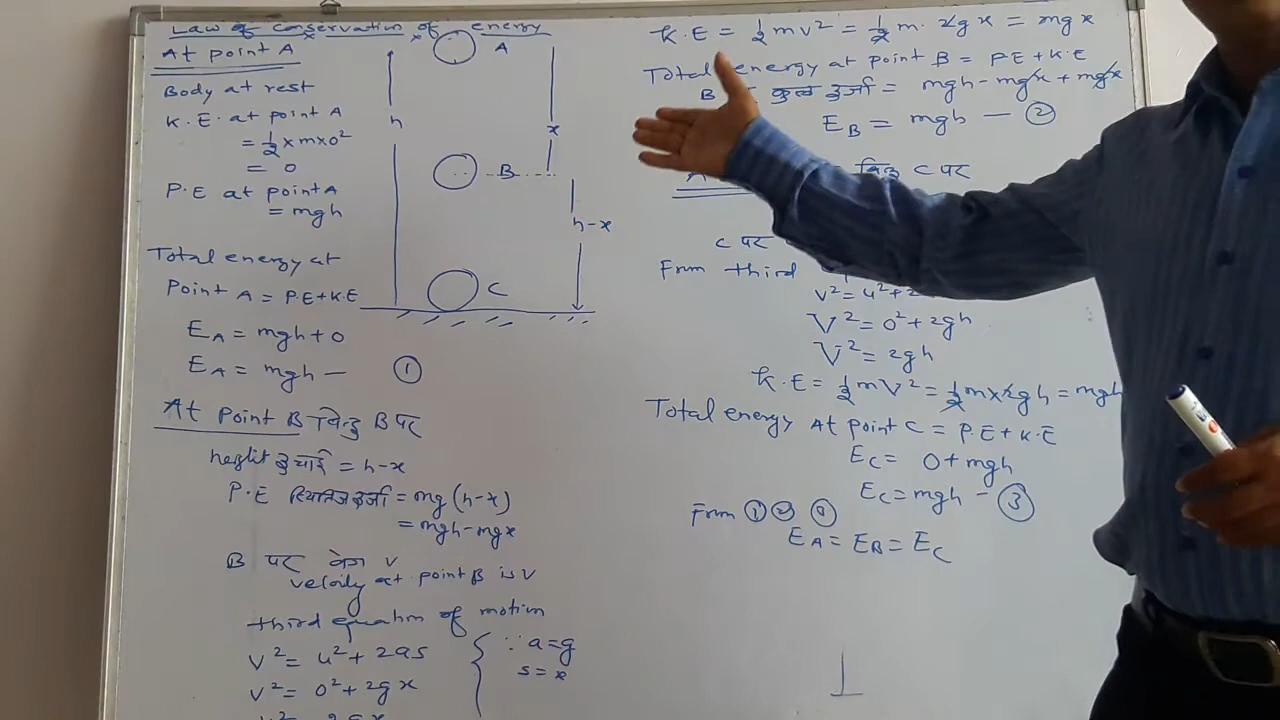 Law of conservation of energy
At point A
Body at rest
K.E. at point A
= 1/2 x m x 0²
= 0
P.E at point A
= mgh
Total energy at
Point A = P.E + K.E
E_A = mgh + 0
E_A = mgh — ①
At Point B बिन्दु B पर
height ऊँचाई = h-x
P.E स्थितिज ऊर्जा = mg(h-x)
= mgh - mgx
B पर वेग v
velocity at point B is v
third equation of motion
v² = u² + 2as
∵ a = g
v² = 0² + 2gx
s = x
A
h
x
B
h-x
C
K.E = 1/2 mv² = 1/2 m. 2gx = mgx
Total energy at point B = P.E + K.E
B कुल ऊर्जा = mgh - mgx + mgx
E_B = mgh — ②
बिन्दु C पर
C पर
From third
v² = u² + 2
V² = 0² + 2gh
V² = 2gh
K.E = 1/2 mV² = 1/2 m x 2gh = mgh
Total energy At point C = P.E + K.E
E_C = 0 + mgh
E_C = mgh — ③
From ① ②
E_A = E_B = E_C